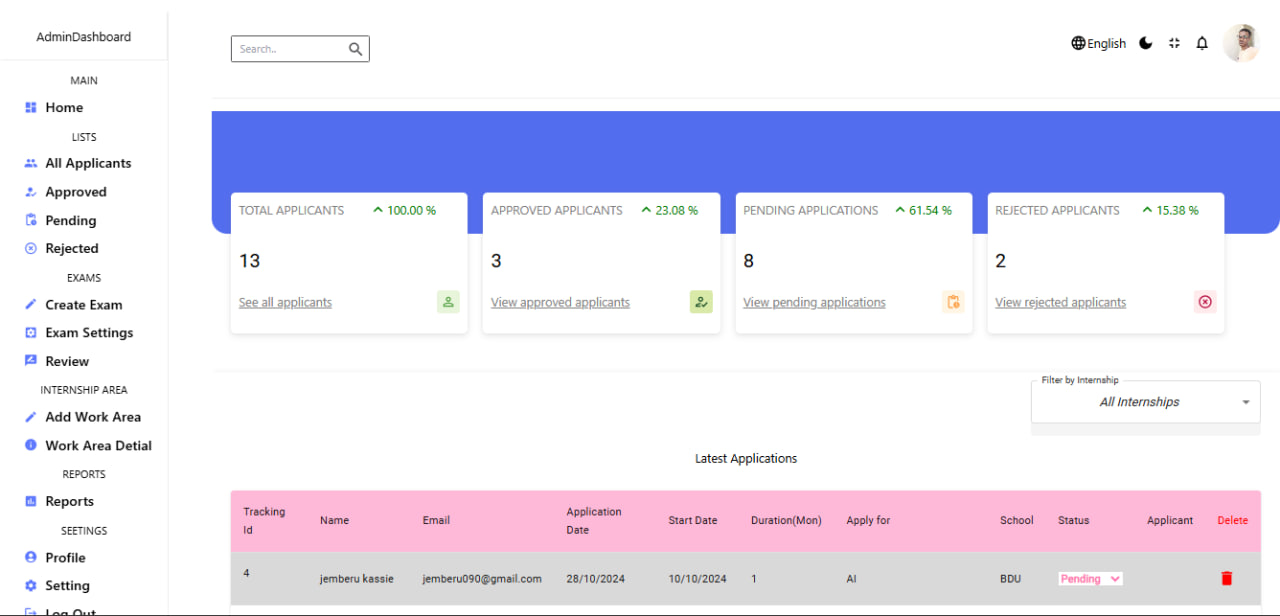 AdminDashboard
MAIN
Home
LISTS
All Applicants
Approved
Pending
Rejected
EXAMS
Create Exam
Exam Settings
Review
INTERNSHIP AREA
Add Work Area
Work Area Detial
REPORTS
Reports
SEETINGS
Profile
Setting
Log Out
Search..
English
TOTAL APPLICANTS 100.00 %
13
See all applicants
APPROVED APPLICANTS 23.08 %
3
View approved applicants
PENDING APPLICATIONS 61.54 %
8
View pending applications
REJECTED APPLICANTS 15.38 %
2
View rejected applicants
Filter by Internship
All Internships
Latest Applications
Tracking Id Name Email Application Date Start Date Duration(Mon) Apply for School Status Applicant Delete
4 jemberu kassie jemberu090@gmail.com 28/10/2024 10/10/2024 1 AI BDU Pending